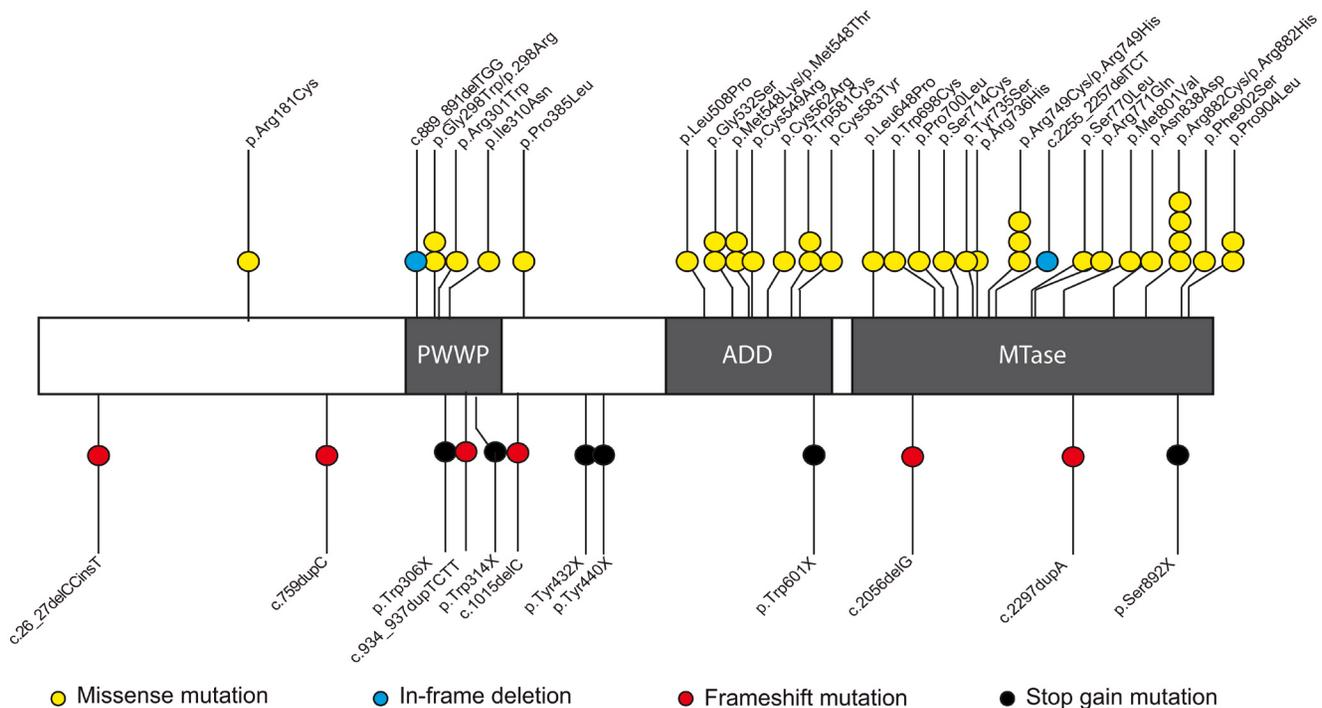 p.Arg181Cys
c.889_891delTGG
p.Gly298Trp/p.298Arg
p.Arg301Trp
p.Ile310Asn
p.Pro385Leu
p.Leu508Pro
p.Gly532Ser
p.Met548Lys/p.Met548Thr
p.Cys549Arg
p.Cys562Arg
p.Trp581Cys
p.Cys583Tyr
p.Leu648Pro
p.Trp698Cys
p.Pro700Leu
p.Ser714Cys
p.Tyr735Ser
p.Arg736His
p.Arg749Cys/p.Arg749His
c.2255_2257delTCT
p.Ser770Leu
p.Arg771Gln
p.Met801Val
p.Asn838Asp
p.Arg882Cys/p.Arg882His
p.Phe902Ser
p.Pro904Leu
PWWP
ADD
MTase
c.26_27delCCinsT
c.759dupC
p.Trp306X
c.934_937dupTCTT
p.Trp314X
c.1015delC
p.Tyr432X
p.Tyr440X
p.Trp601X
c.2056delG
c.2297dupA
p.Ser892X
Missense mutation
In-frame deletion
Frameshift mutation
Stop gain mutation